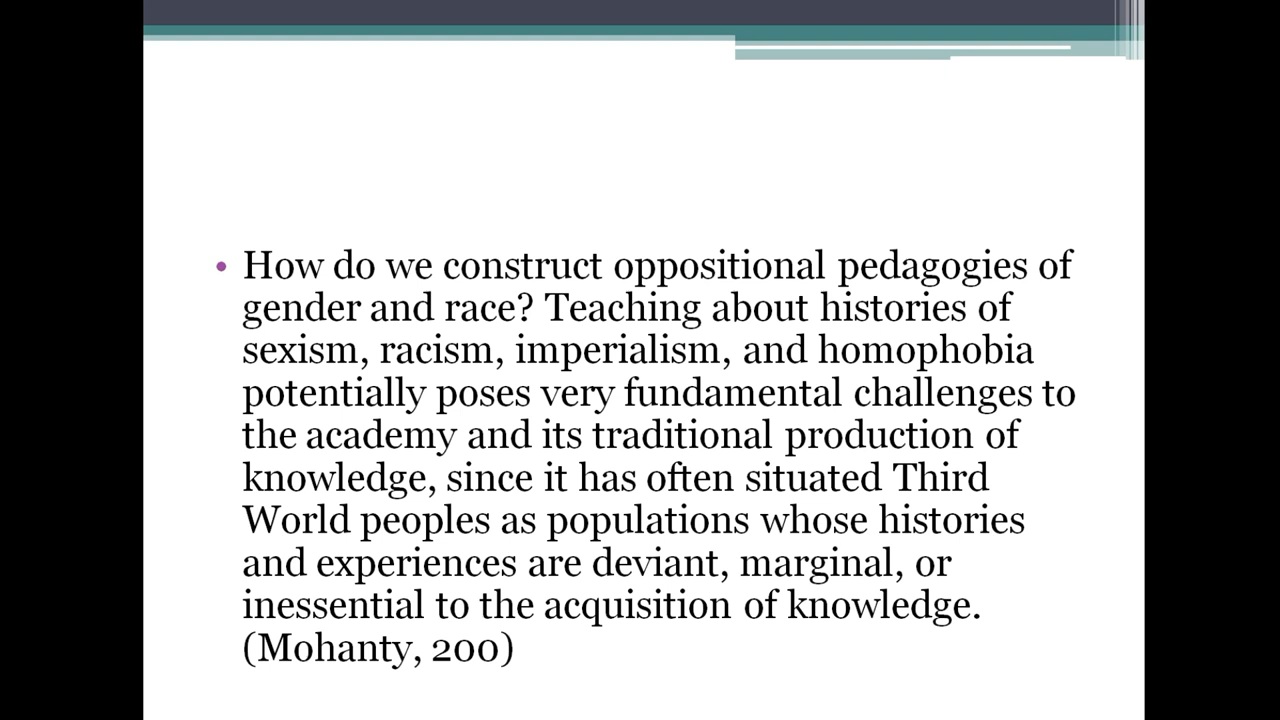 • How do we construct oppositional pedagogies of
gender and race? Teaching about histories of
sexism, racism, imperialism, and homophobia
potentially poses very fundamental challenges to
the academy and its traditional production of
knowledge, since it has often situated Third
World peoples as populations whose histories
and experiences are deviant, marginal, or
inessential to the acquisition of knowledge.
(Mohanty, 200)